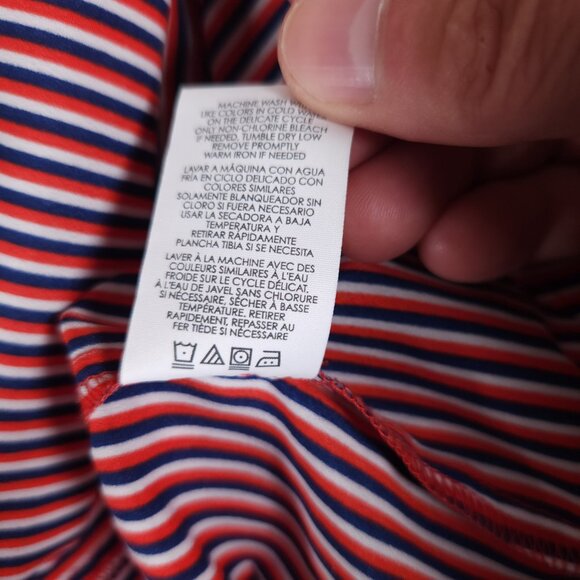 MACHINE WASH WITH
LIKE COLORS IN COLD WATER
ON THE DELICATE CYCLE
ONLY NON-CHLORINE BLEACH
IF NEEDED, TUMBLE DRY LOW
REMOVE PROMPTLY
WARM IRON IF NEEDED
LAVAR A MÁQUINA CON AGUA
FRÍA EN CICLO DELICADO CON
COLORES SIMILARES
SOLAMENTE BLANQUEADOR SIN
CLORO SI FUERA NECESARIO
USAR LA SECADORA A BAJA
TEMPERATURA Y
RETIRAR RAPIDAMENTE
PLANCHA TIBIA SI SE NECESITA
LAVER À LA MACHINE AVEC DES
COULEURS SIMILAIRES À L'EAU
FROIDE SUR LE CYCLE DÉLICAT.
À L'EAU DE JAVEL SANS CHLORURE
SI NÉCESSAIRE, SÉCHER À BASSE
TEMPÉRATURE. RETIRER
RAPIDEMENT, REPASSER AU
FER TIÈDE SI NÉCESSAIRE